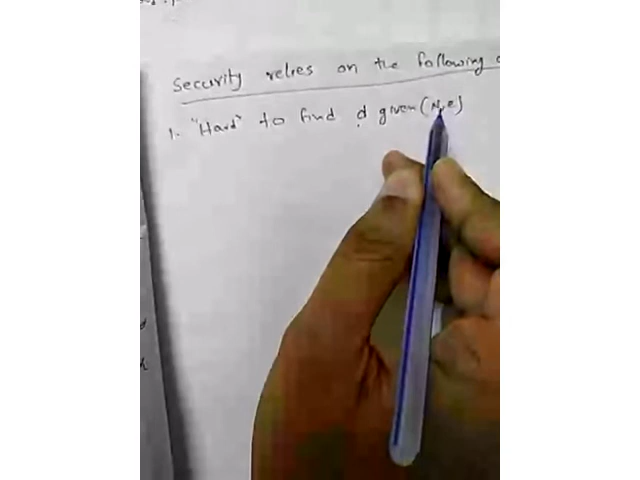 Security relies on the following
1. "Hard" to find d given (N,e)